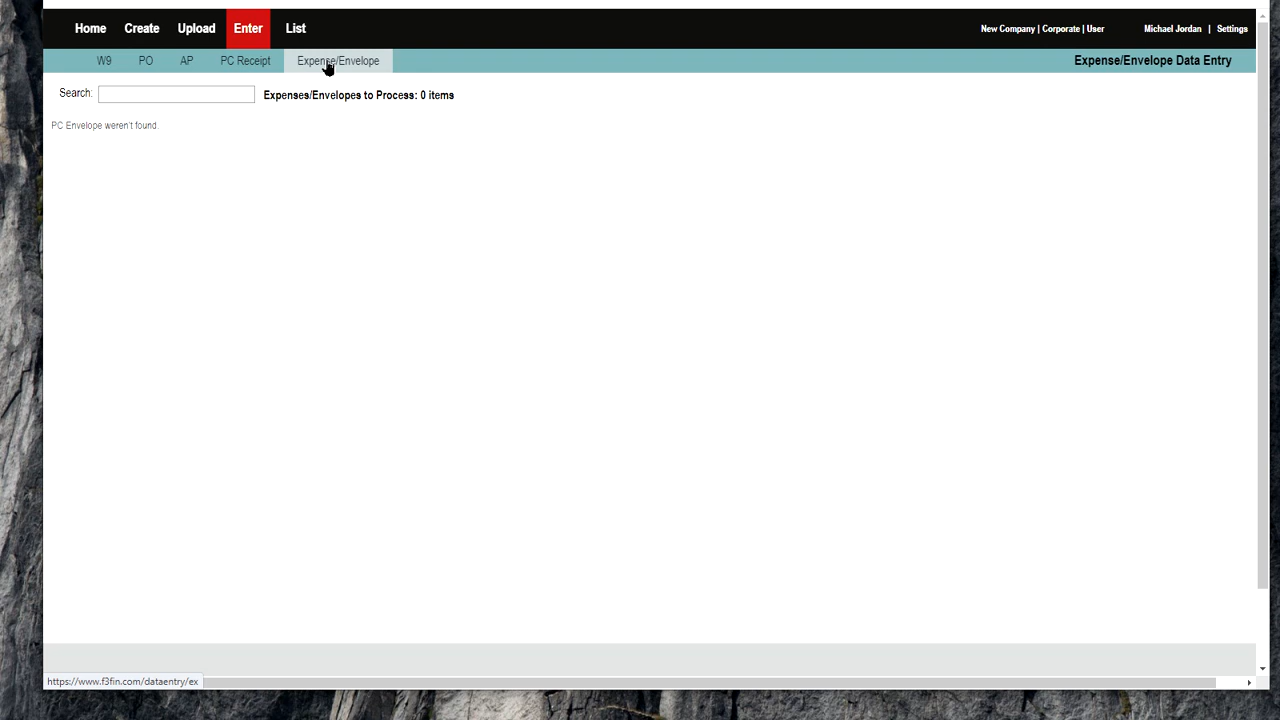 Home Create Upload Enter List New Company | Corporate | User Michael Jordan | Settings
W9 PO AP PC Receipt Expense/Envelope Expense/Envelope Data Entry
Search: Expenses/Envelopes to Process: 0 items
PC Envelope weren't found.
https://www.f3fin.com/dataentry/ex